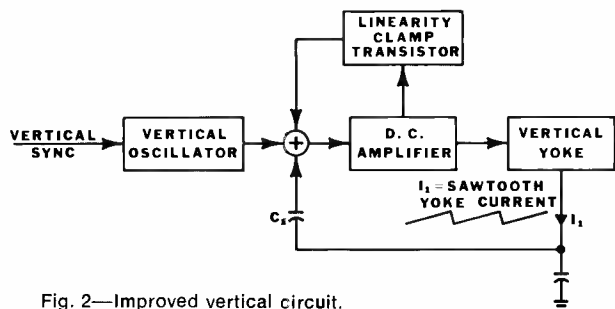 LINEARITY
CLAMP
TRANSISTOR
VERTICAL
SYNC
VERTICAL
OSCILLATOR
+
D. C.
AMPLIFIER
VERTICAL
YOKE
I₁=SAWTOOTH
YOKE CURRENT
I₁
Cₛ
Fig. 2—Improved vertical circuit.